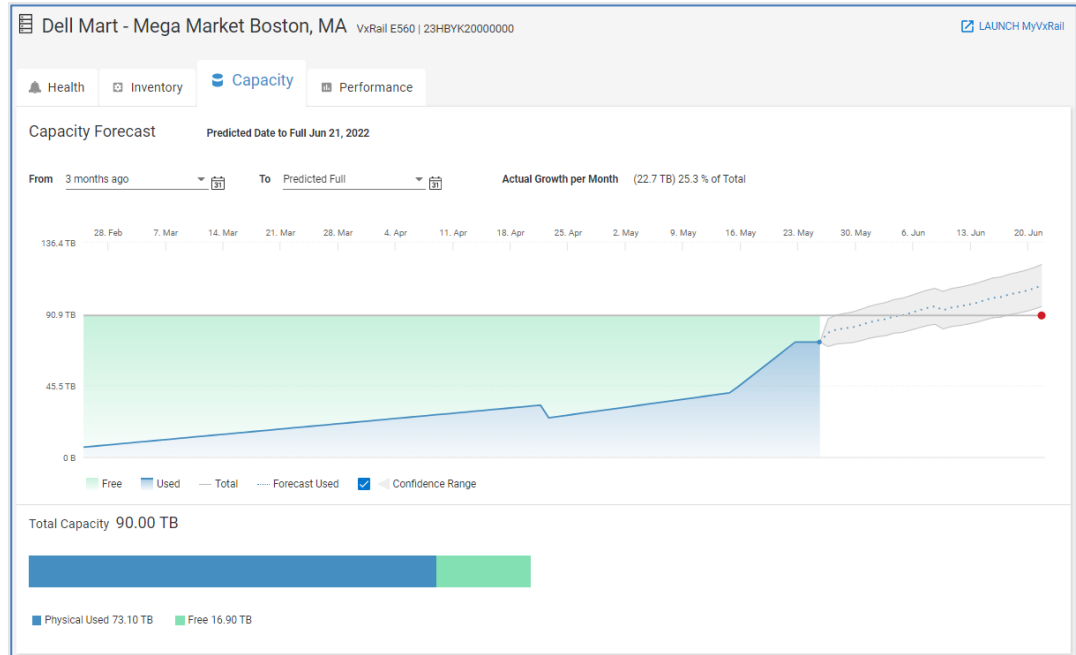 Dell Mart - Mega Market Boston, MA VxRail E560 | 23HBYK20000000
LAUNCH MyVxRail
Health Inventory Capacity Performance
Capacity Forecast Predicted Date to Full Jun 21, 2022
From 3 months ago 31 To Predicted Full 31 Actual Growth per Month (22.7 TB) 25.3 % of Total
28. Feb 7. Mar 14. Mar 21. Mar 28. Mar 4. Apr 11. Apr 18. Apr 25. Apr 2. May 9. May 16. May 23. May 30. May 6. Jun 13. Jun 20. Jun
136.4 TB
90.9 TB
45.5 TB
0 B
Free Used Total Forecast Used Confidence Range
Total Capacity 90.00 TB
Physical Used 73.10 TB Free 16.90 TB